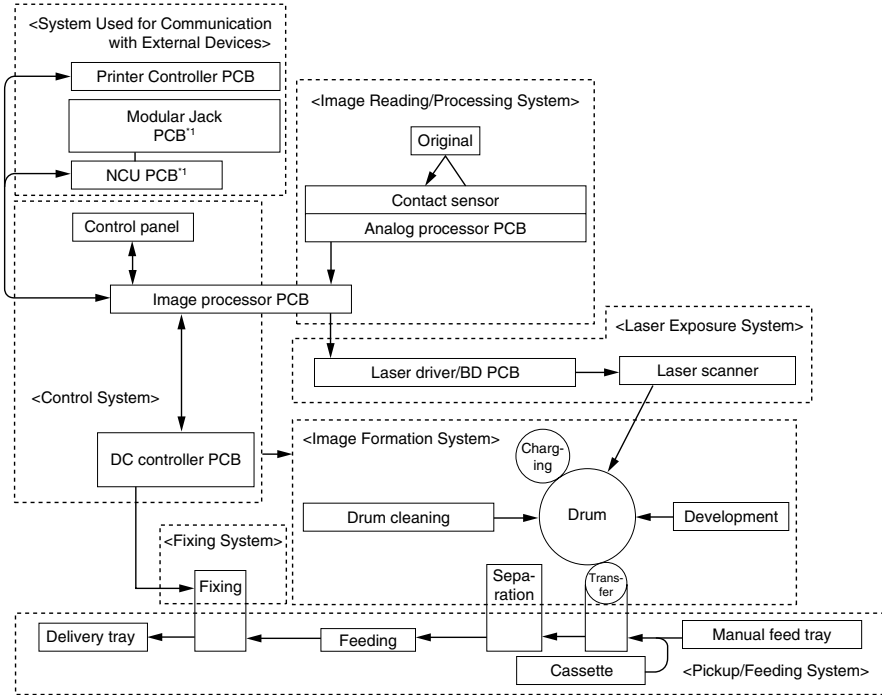 <System Used for Communication
with External Devices>
Printer Controller PCB
Modular Jack
PCB*1
NCU PCB*1
<Image Reading/Processing System>
Original
Contact sensor
Analog processor PCB
Control panel
Image processor PCB
<Laser Exposure System>
Laser driver/BD PCB
Laser scanner
<Control System>
DC controller PCB
<Image Formation System>
Charg-
ing
Drum cleaning
Drum
Development
<Fixing System>
Fixing
Sepa-
ration
Trans-
fer
Delivery tray
Feeding
Manual feed tray
Cassette
<Pickup/Feeding System>